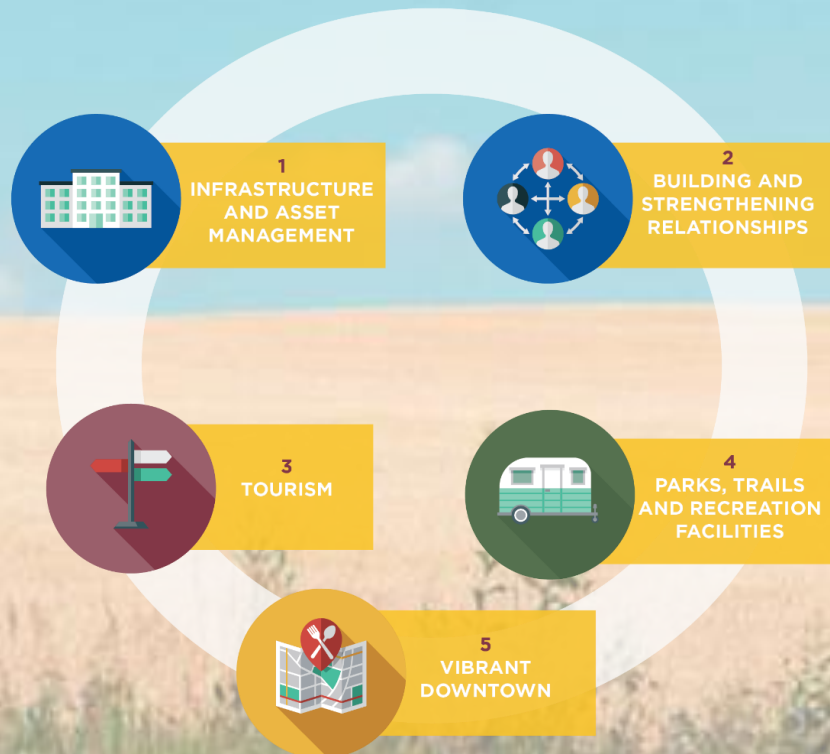 1
INFRASTRUCTURE
AND ASSET
MANAGEMENT
2
BUILDING AND
STRENGTHENING
RELATIONSHIPS
3
TOURISM
4
PARKS, TRAILS
AND RECREATION
FACILITIES
5
VIBRANT
DOWNTOWN